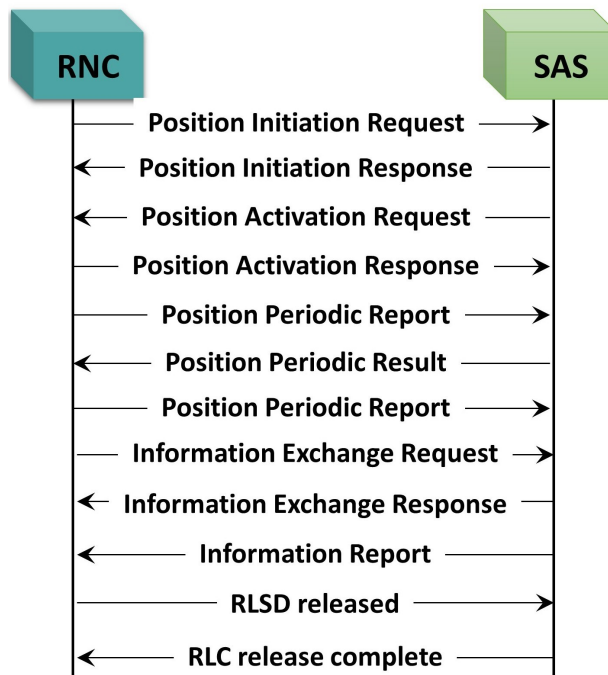 RNC
SAS
Position Initiation Request
Position Initiation Response
Position Activation Request
Position Activation Response
Position Periodic Report
Position Periodic Result
Position Periodic Report
Information Exchange Request
Information Exchange Response
Information Report
RLSD released
RLC release complete